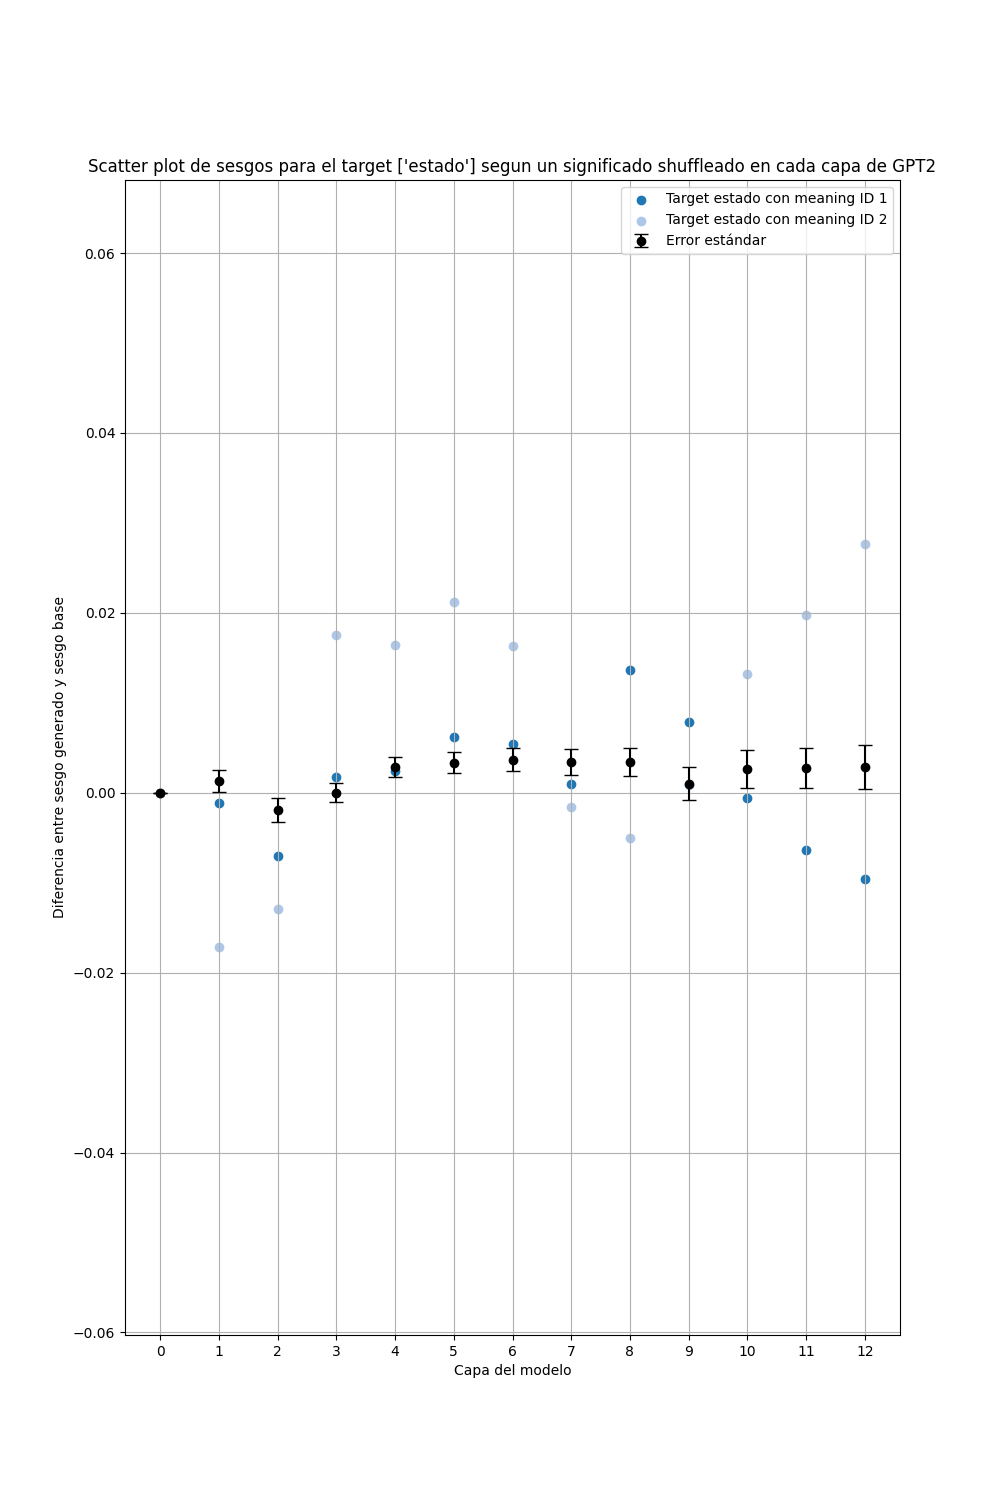 Scatter plot de sesgos para el target ['estado'] segun un significado shuffleado en cada capa de GPT2
Target estado con meaning ID 1
Target estado con meaning ID 2
Error estándar
Diferencia entre sesgo generado y sesgo base
0.06
0.04
0.02
0.00
−0.02
−0.04
−0.06
0 1 2 3 4 5 6 7 8 9 10 11 12
Capa del modelo